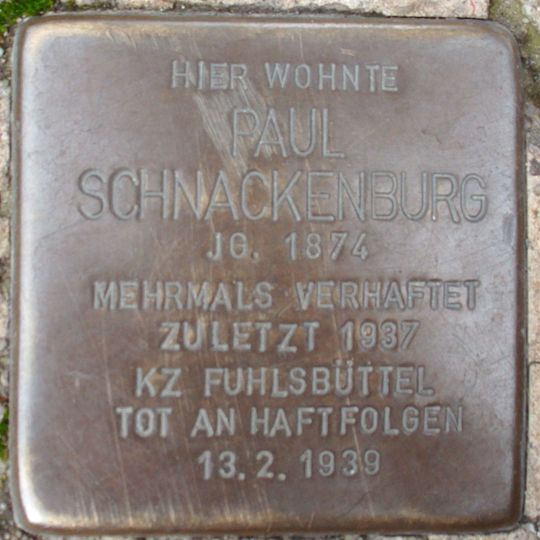 HIER WOHNTE
PAUL
SCHNACKENBURG
JG. 1874
MEHRMALS VERHAFTET
ZULETZT 1937
KZ FUHLSBÜTTEL
TOT AN HAFTFOLGEN
13.2.1939